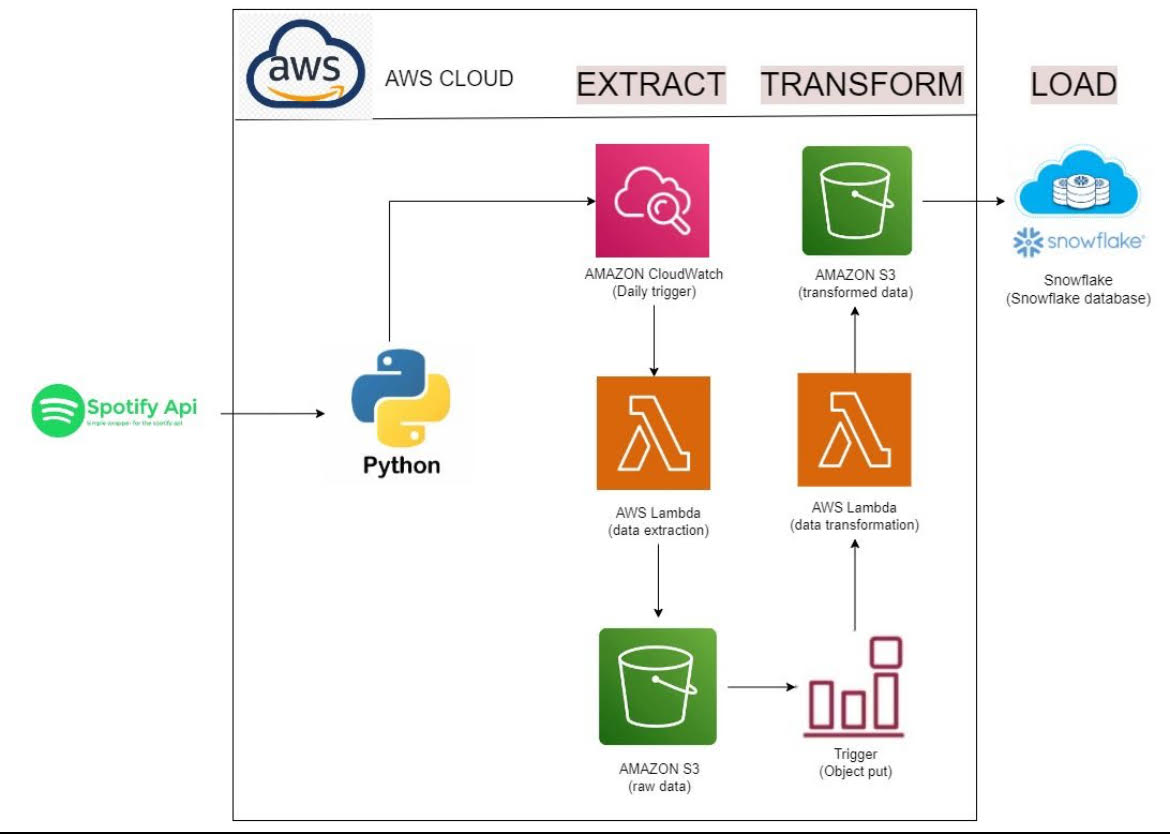 aws
AWS CLOUD
EXTRACT
TRANSFORM
LOAD
AMAZON CloudWatch
(Daily trigger)
AMAZON S3
(transformed data)
snowflake
Snowflake
(Snowflake database)
Spotify Api
Simple wrapper for the spotify api
Python
AWS Lambda
(data extraction)
AWS Lambda
(data transformation)
AMAZON S3
(raw data)
Trigger
(Object put)